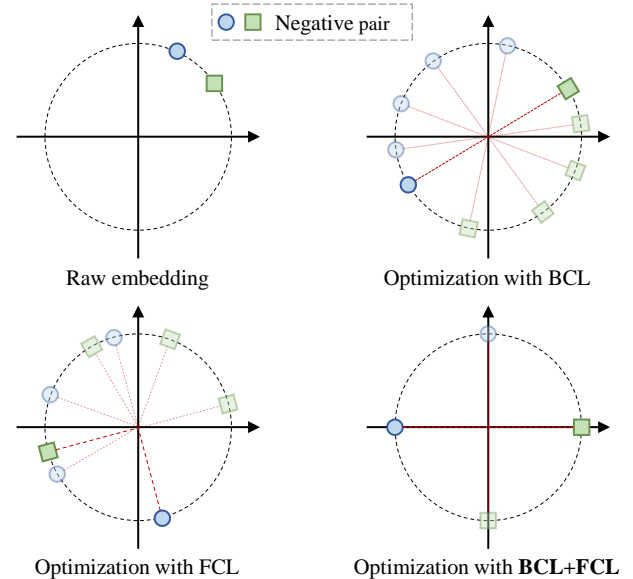 Negative pair
Raw embedding
Optimization with BCL
Optimization with FCL
Optimization with BCL+FCL